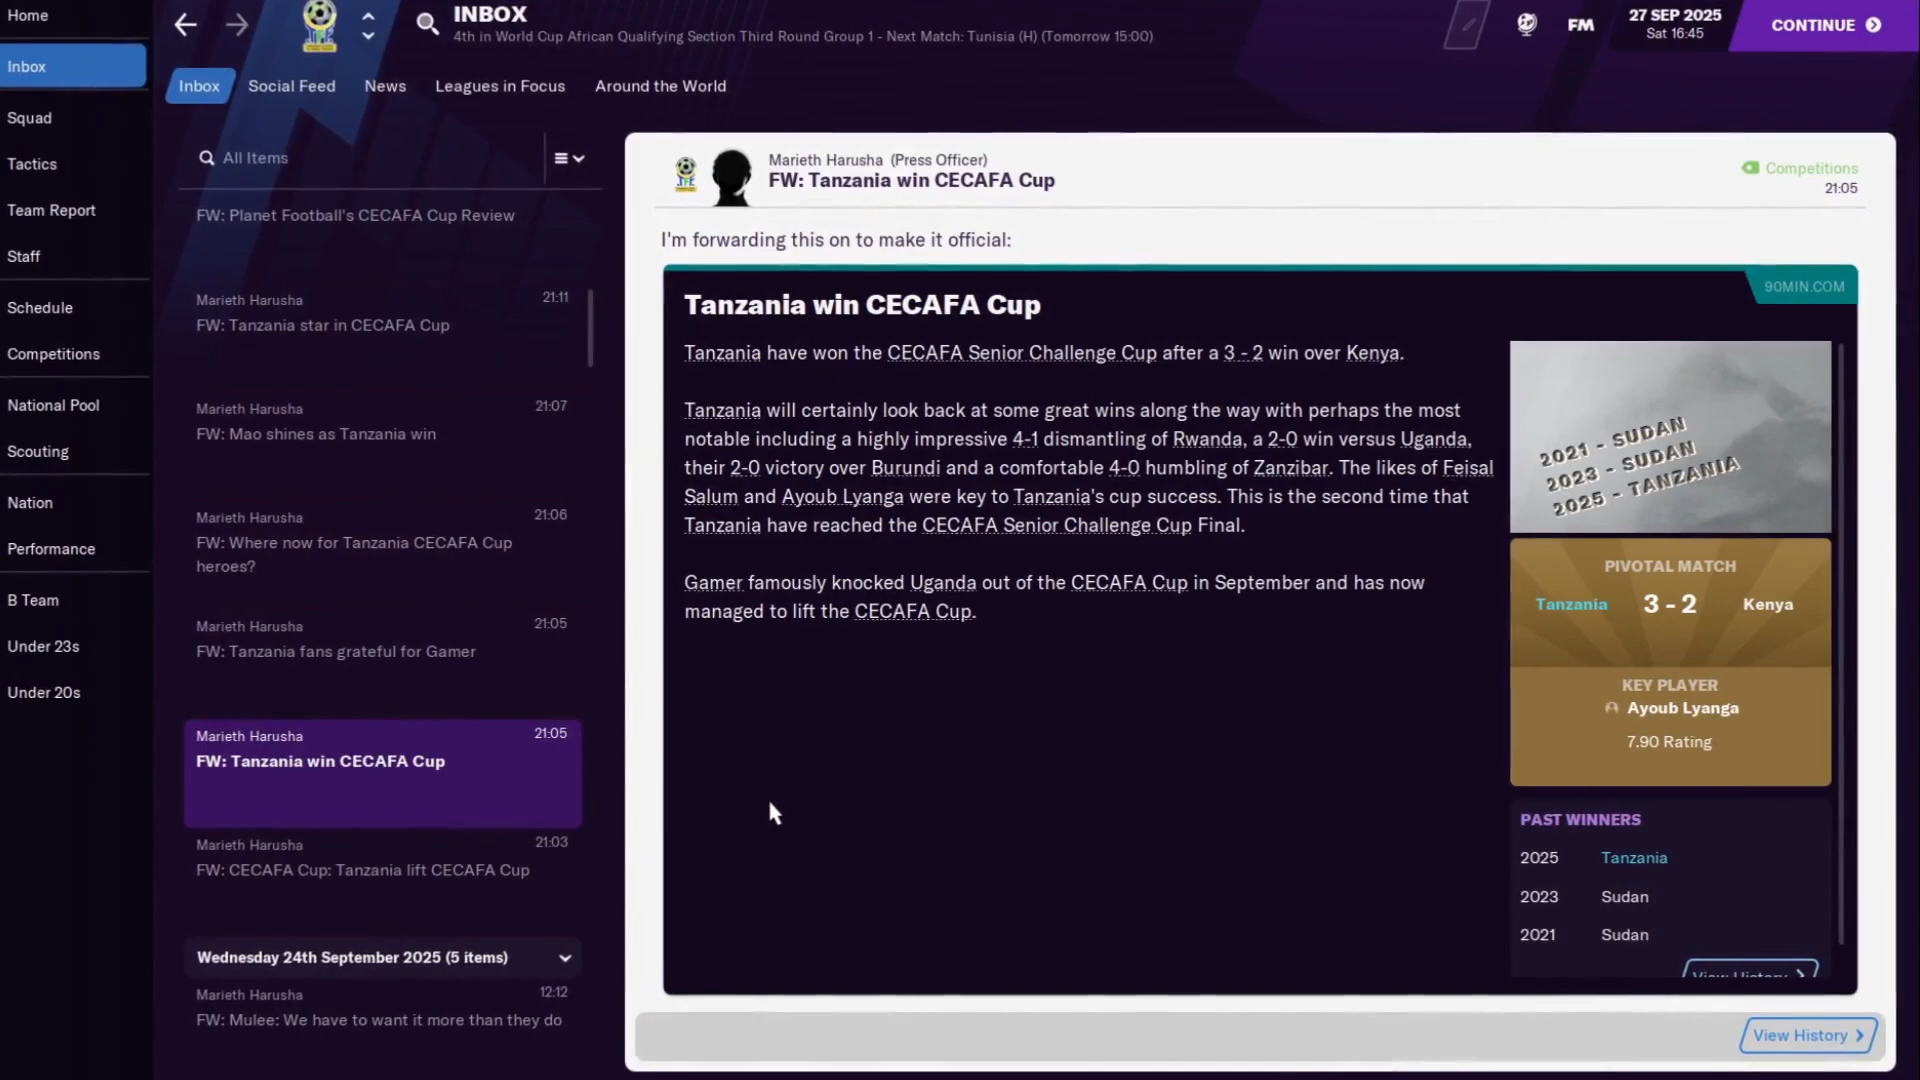 Home
Inbox
Squad
Tactics
Team Report
Staff
Schedule
Competitions
National Pool
Scouting
Nation
Performance
B Team
Under 23s
Under 20s
INBOX
4th in World Cup African Qualifying Section Third Round Group 1 - Next Match: Tunisia (H) (Tomorrow 15:00)
FM
27 SEP 2025
Sat 16:45
CONTINUE
Inbox
Social Feed
News
Leagues in Focus
Around the World
All Items
FW: Planet Football's CECAFA Cup Review
Marieth Harusha 21:11
FW: Tanzania star in CECAFA Cup
Marieth Harusha 21:07
FW: Mao shines as Tanzania win
Marieth Harusha 21:06
FW: Where now for Tanzania CECAFA Cup
heroes?
Marieth Harusha 21:05
FW: Tanzania fans grateful for Gamer
Marieth Harusha 21:05
FW: Tanzania win CECAFA Cup
Marieth Harusha 21:03
FW: CECAFA Cup: Tanzania lift CECAFA Cup
Wednesday 24th September 2025 (5 items)
Marieth Harusha 12:12
FW: Mulee: We have to want it more than they do
Marieth Harusha (Press Officer)
FW: Tanzania win CECAFA Cup
Competitions
21:05
I'm forwarding this on to make it official:
90MIN.COM
Tanzania win CECAFA Cup
Tanzania have won the CECAFA Senior Challenge Cup after a 3 - 2 win over Kenya.
Tanzania will certainly look back at some great wins along the way with perhaps the most
notable including a highly impressive 4-1 dismantling of Rwanda, a 2-0 win versus Uganda,
their 2-0 victory over Burundi and a comfortable 4-0 humbling of Zanzibar. The likes of Feisal
Salum and Ayoub Lyanga were key to Tanzania's cup success. This is the second time that
Tanzania have reached the CECAFA Senior Challenge Cup Final.
Gamer famously knocked Uganda out of the CECAFA Cup in September and has now
managed to lift the CECAFA Cup.
2021 - SUDAN
2023 - SUDAN
2025 - TANZANIA
PIVOTAL MATCH
Tanzania 3 - 2 Kenya
KEY PLAYER
Ayoub Lyanga
7.90 Rating
PAST WINNERS
2025 Tanzania
2023 Sudan
2021 Sudan
View History
View History